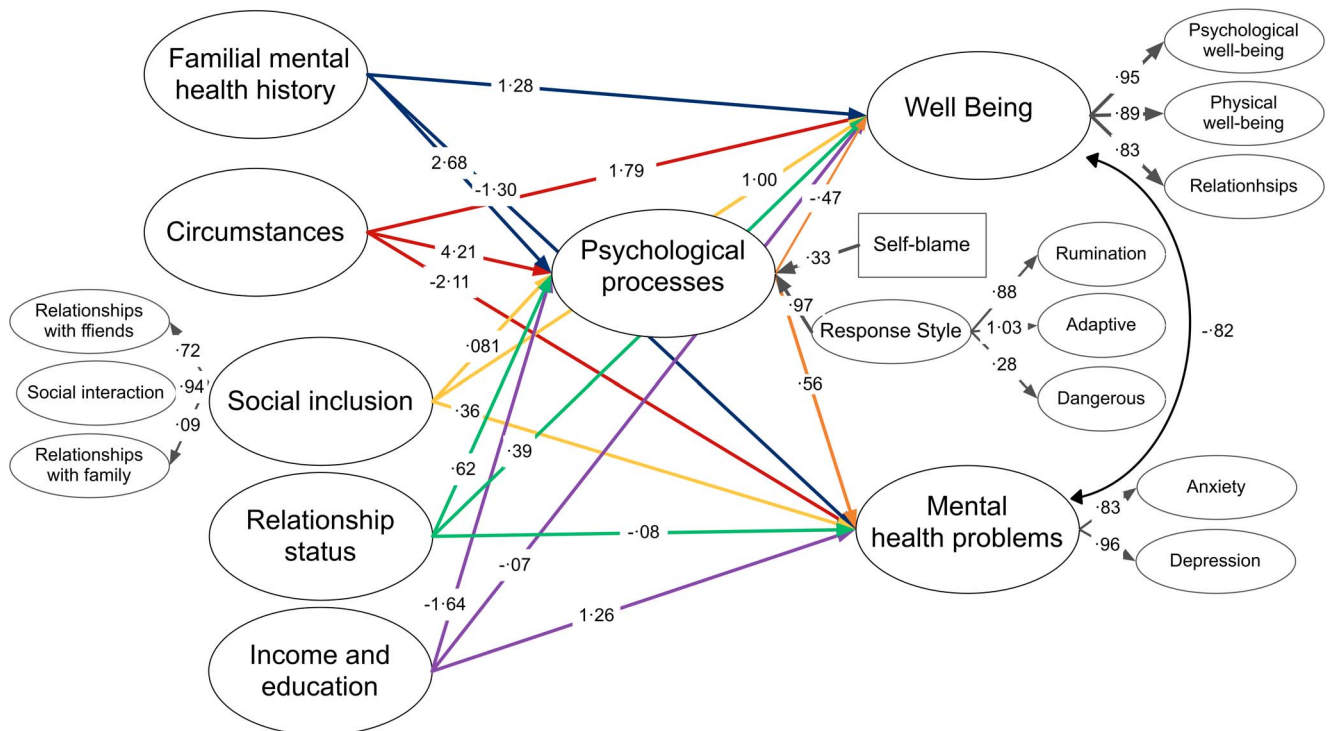 Familial mental
health history
Circumstances
Relationships
with ffiends
Social interaction
Relationships
with family
·72
·94
·09
Social inclusion
Relationship
status
Income and
education
1·28
2·68
-1·30
1·79
4·21
-2·11
·081
·36
1·00
·62
·39
-·08
-1·64
-·07
1·26
Psychological
processes
-·47
·56
·33
Self-blame
·97
Response Style
·88
1·03
·28
Rumination
Adaptive
Dangerous
Well Being
·95
·89
·83
Psychological
well-being
Physical
well-being
Relationhsips
-·82
Mental
health problems
·83
·96
Anxiety
Depression